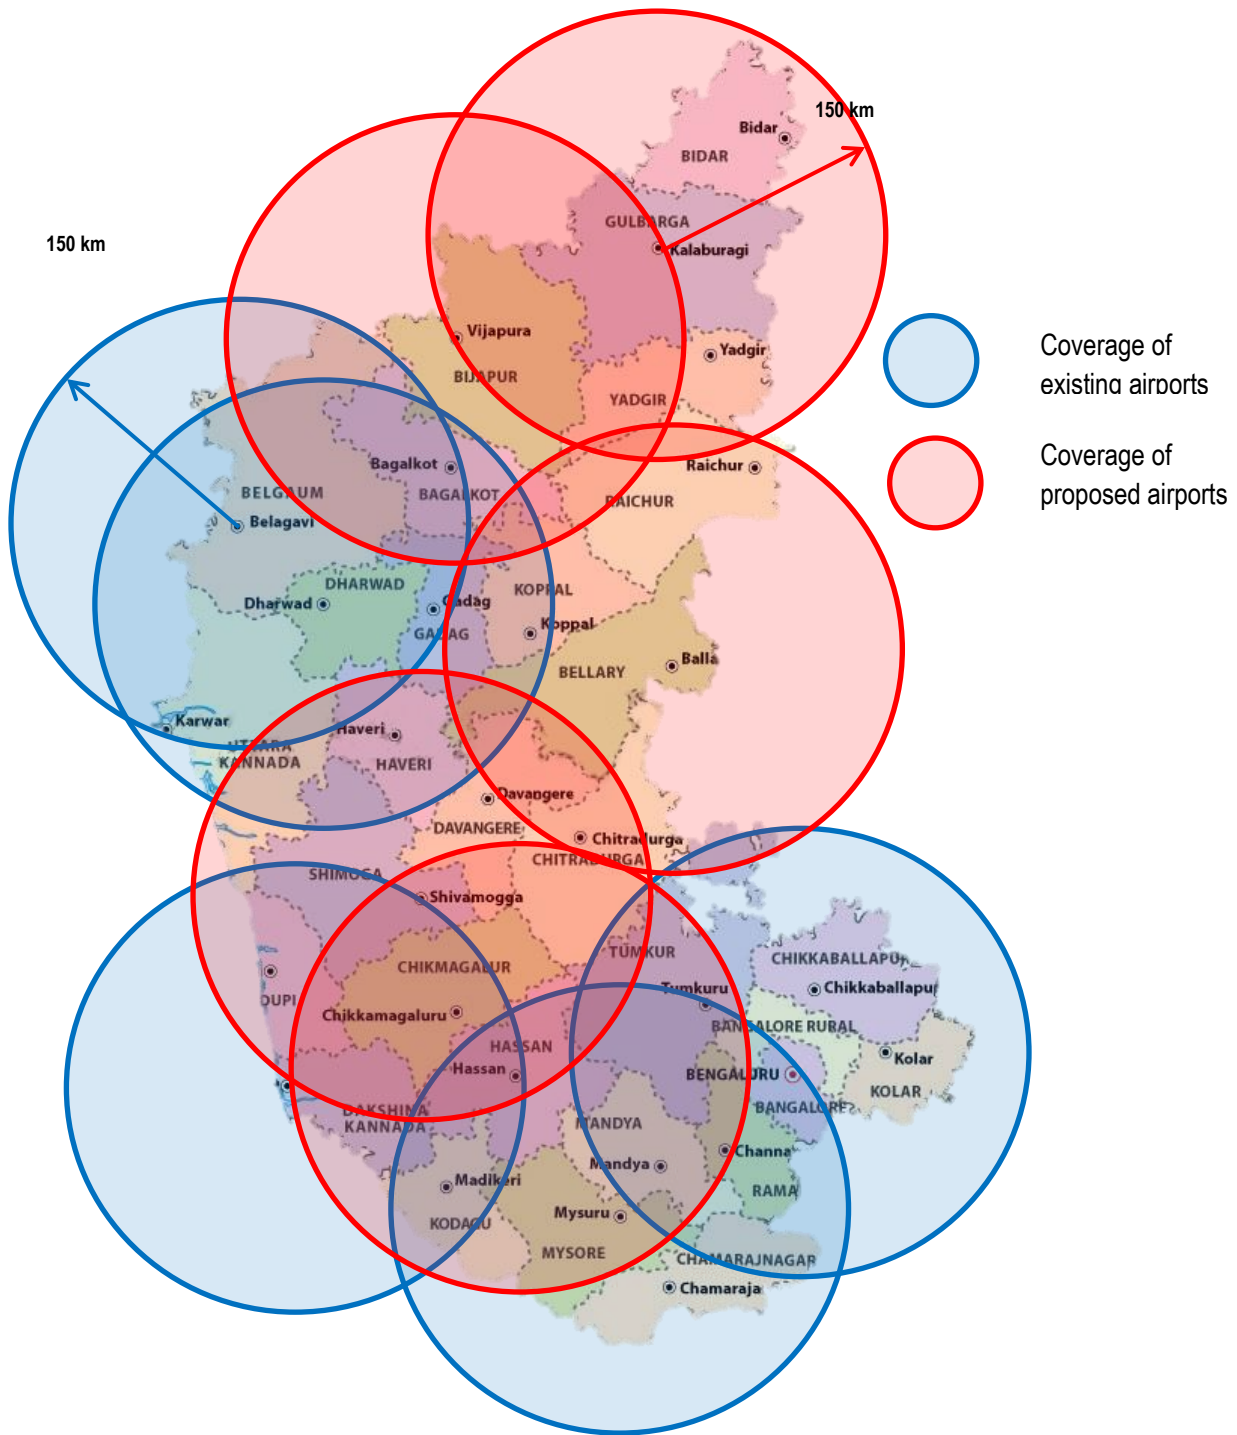 150 km
Bidar
BIDAR
GULBARGA
Kalaburagi
150 km
Vijapura
BIJAPUR
Yadgir
YADGIR
Coverage of
existing airports
Coverage of
proposed airports
Bagalkot
BAGALKOT
Raichur
RAICHUR
BELGAUM
Belagavi
DHARWAD
Dharwad
Gadag
GADAG
KOPPAL
Koppal
BELLARY
Balla
Karwar
UTTARA
KANNADA
Haveri
HAVERI
Davangere
DAVANGERE
Chitradurga
CHITRADURGA
SHIMOGA
Shivamogga
CHIKMAGALUR
Chikkamagaluru
TUMKUR
Tumkuru
CHIKKABALLAPUR
Chikkaballapur
DUPI
BANGALORE RURAL
HASSAN
Hassan
BENGALURU
BANGALORE
Kolar
KOLAR
DAKSHINA
KANNADA
MANDYA
Mandya
Channa
RAMA
Madikeri
KODAGU
Mysuru
MYSORE
CHAMARAJNAGAR
Chamaraja